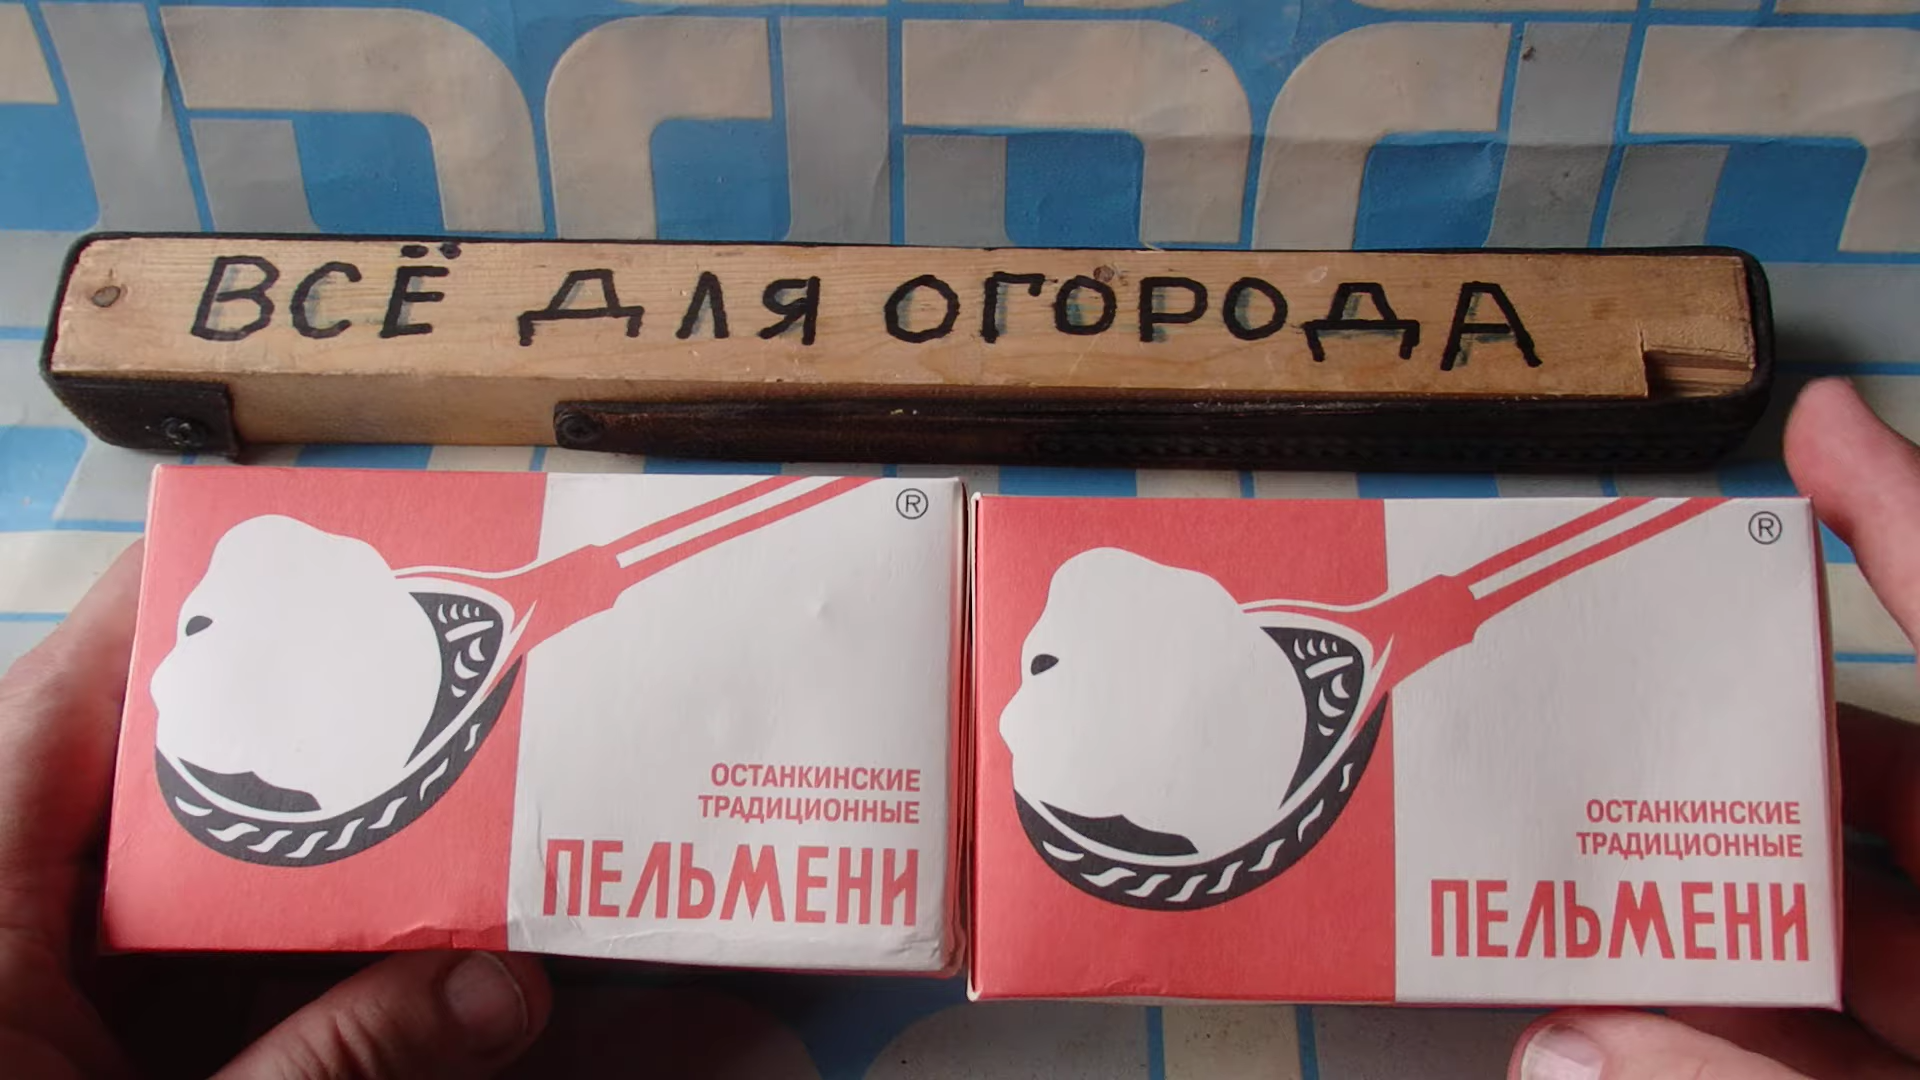 ВСЁ ДЛЯ ОГОРОДА
®
ОСТАНКИНСКИЕ
ТРАДИЦИОННЫЕ
ПЕЛЬМЕНИ
®
ОСТАНКИНСКИЕ
ТРАДИЦИОННЫЕ
ПЕЛЬМЕНИ